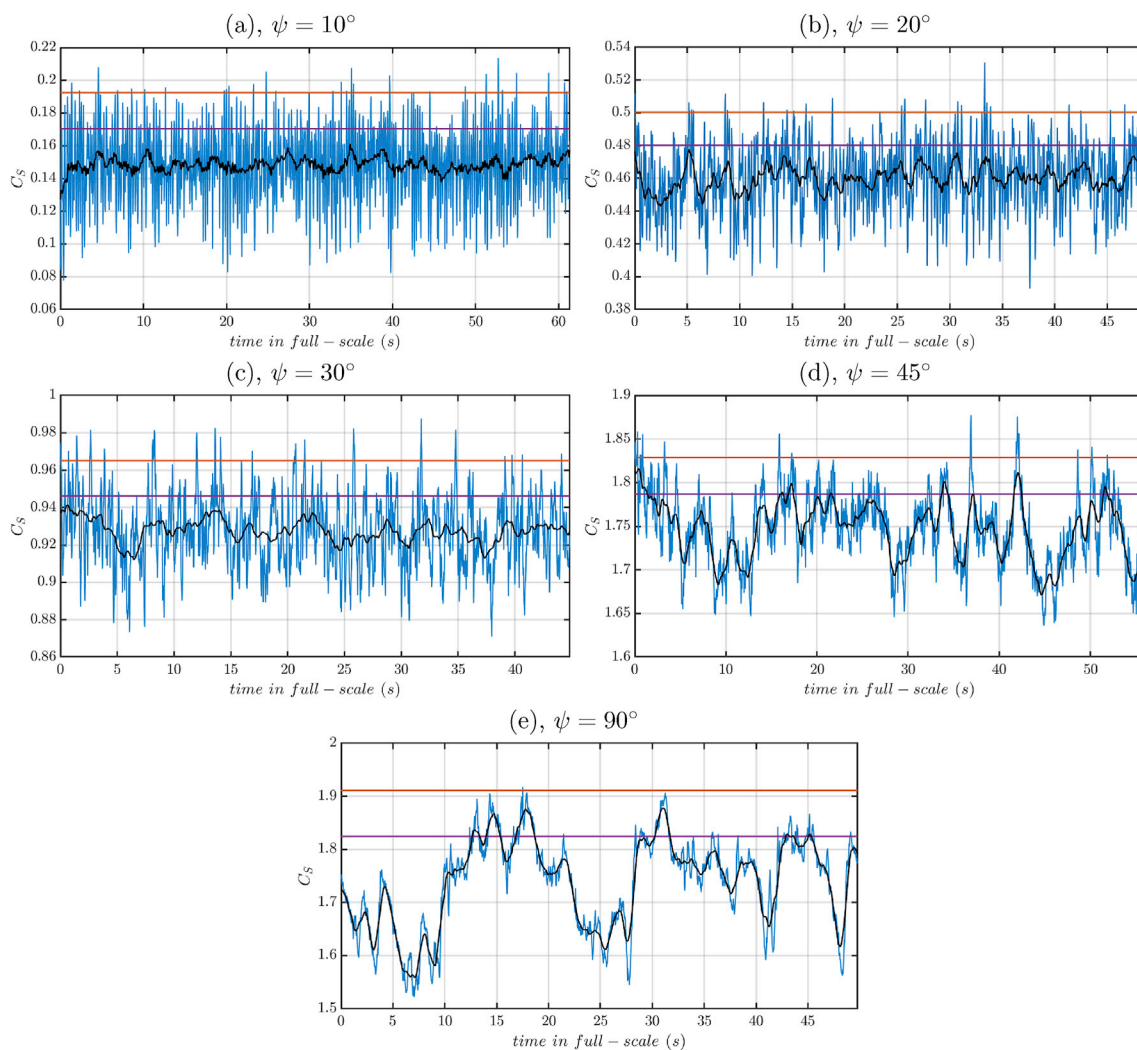 (a), ψ = 10°
0.22
0.2
0.18
0.16
0.14
0.12
0.1
0.08
0.06
C_S
0 10 20 30 40 50 60
time in full − scale (s)
(b), ψ = 20°
0.54
0.52
0.5
0.48
0.46
0.44
0.42
0.4
0.38
C_S
0 5 10 15 20 25 30 35 40 45
time in full − scale (s)
(c), ψ = 30°
1
0.98
0.96
0.94
0.92
0.9
0.88
0.86
C_S
0 5 10 15 20 25 30 35 40
time in full − scale (s)
(d), ψ = 45°
1.9
1.85
1.8
1.75
1.7
1.65
1.6
C_S
0 10 20 30 40 50
time in full − scale (s)
(e), ψ = 90°
2
1.9
1.8
1.7
1.6
1.5
C_S
0 5 10 15 20 25 30 35 40 45
time in full − scale (s)